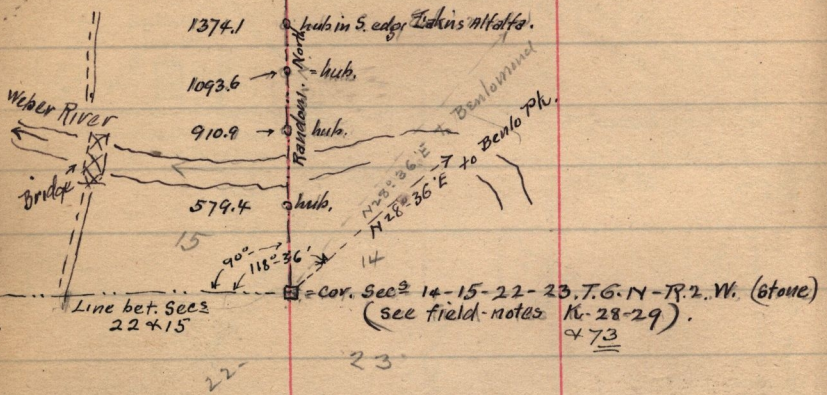 1374.1 hub in S. edge Eakins Alfalfa.
1093.6 = hub.
Weber River
910.9 hub.
Random North
to Benlomond
to Benlo Pk.
N28°-36'E
N 28°-36'E
Bridge
579.4 hub.
15
90°
118°-36'
14
= cor. Secs 14-15-22-23. T. 6. N - R. 2. W. (stone)
Line bet. Secs
22 & 15
(see field-notes K-28-29).
& 73
22-
23.